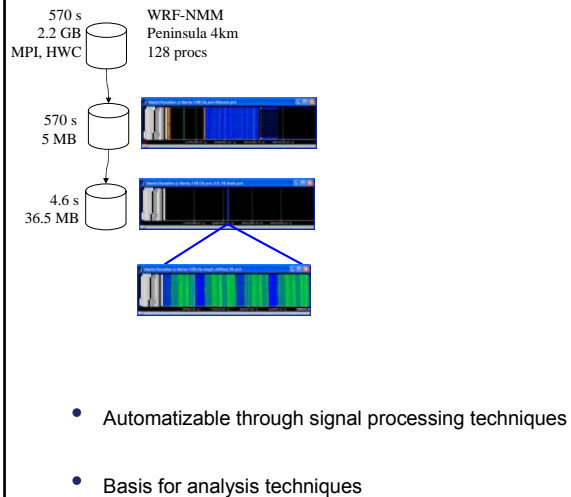 570 s
2.2 GB
MPI, HWC
WRF-NMM
Peninsula 4km
128 procs
570 s
5 MB
4.6 s
36.5 MB
• Automatizable through signal processing techniques
• Basis for analysis techniques